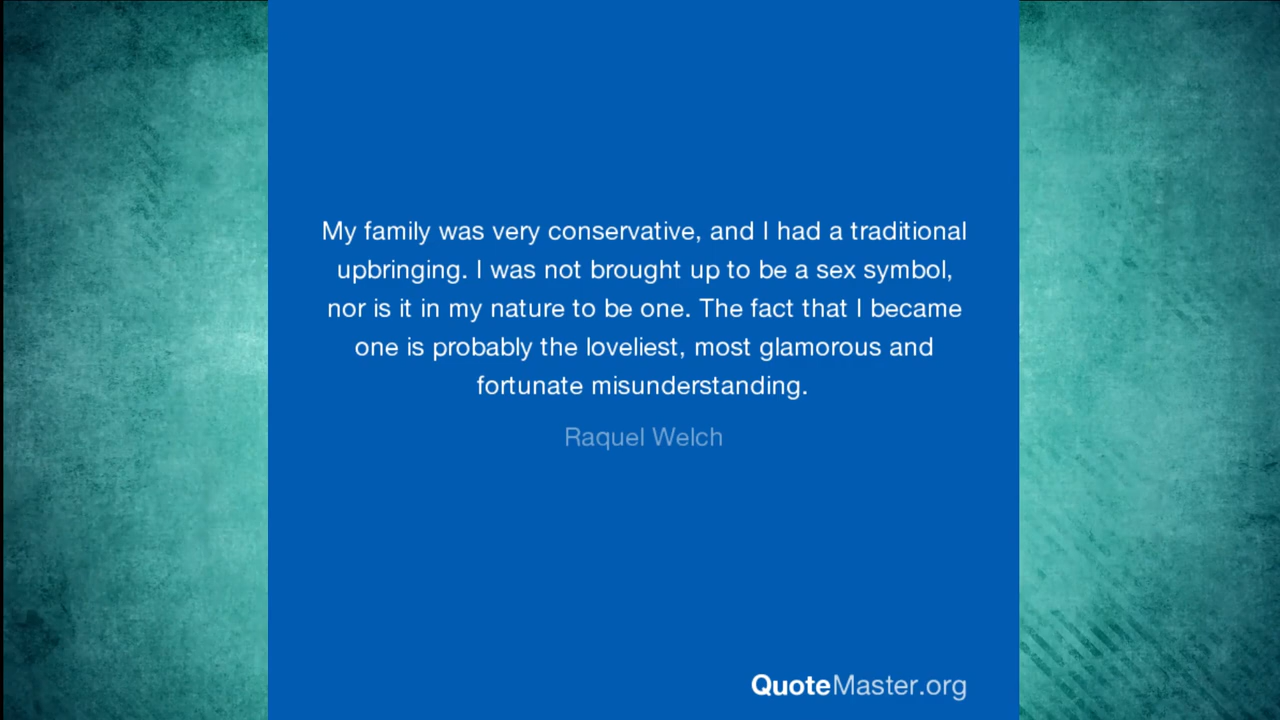 My family was very conservative, and I had a traditional
upbringing. I was not brought up to be a sex symbol,
nor is it in my nature to be one. The fact that I became
one is probably the loveliest, most glamorous and
fortunate misunderstanding.
Raquel Welch
QuoteMaster.org